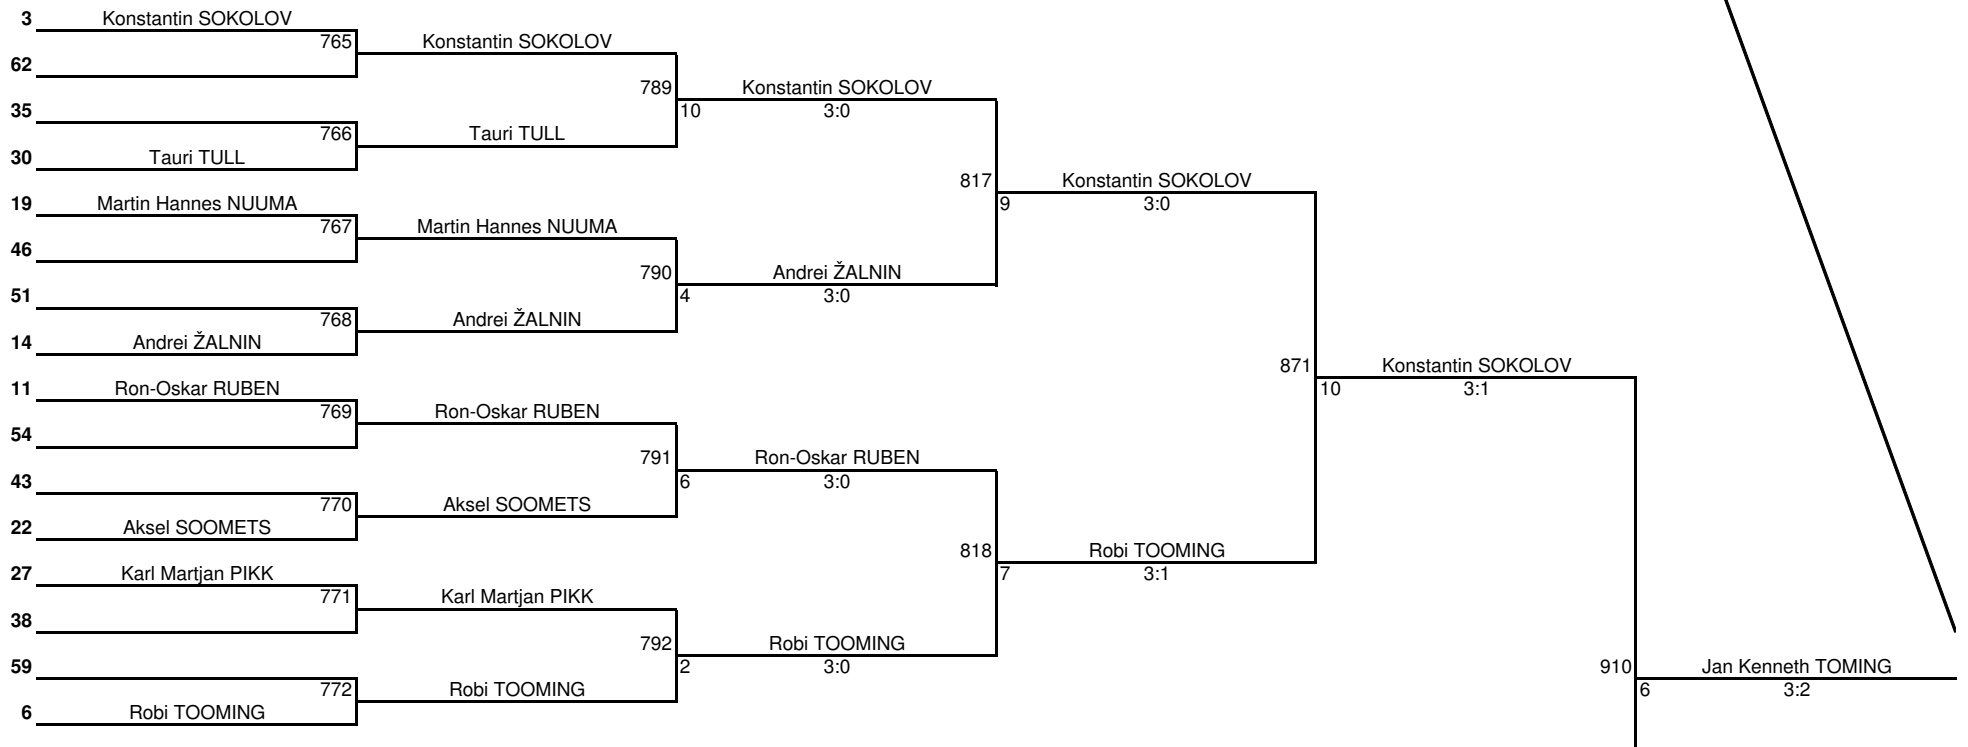 3 Konstantin SOKOLOV
765 Konstantin SOKOLOV
62
789 Konstantin SOKOLOV
35 10 3:0
766 Tauri TULL
30 Tauri TULL
817 Konstantin SOKOLOV
19 Martin Hannes NUUMA 9 3:0
767 Martin Hannes NUUMA
46
790 Andrei ŽALNIN
51 4 3:0
768 Andrei ŽALNIN
14 Andrei ŽALNIN
871 Konstantin SOKOLOV
11 Ron-Oskar RUBEN 10 3:1
769 Ron-Oskar RUBEN
54
791 Ron-Oskar RUBEN
43 6 3:0
770 Aksel SOOMETS
22 Aksel SOOMETS
818 Robi TOOMING
27 Karl Martjan PIKK 7 3:1
771 Karl Martjan PIKK
38
792 Robi TOOMING
59 2 3:0 910 Jan Kenneth TOMING
772 Robi TOOMING 6 3:2
6 Robi TOOMING